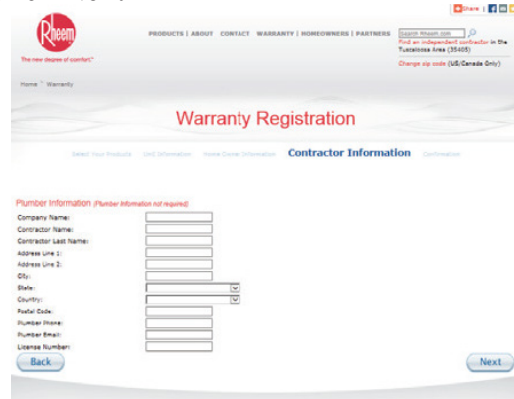 Share
Rheem
PRODUCTS | ABOUT CONTACT WARRANTY | HOMEOWNERS | PARTNERS
Search Rheem.com
The new degree of comfort.™
Find an independent contractor in the
Tuscaloosa Area (35405)
Change zip code (US/Canada Only)
Home > Warranty
Warranty Registration
Select Your Products Unit Information Home Owner Information Contractor Information Confirmation
Plumber Information (Plumber Information not required)
Company Name:
Contractor Name:
Contractor Last Name:
Address Line 1:
Address Line 2:
City:
State:
Country:
Postal Code:
Plumber Phone:
Plumber Email:
License Number:
Back Next